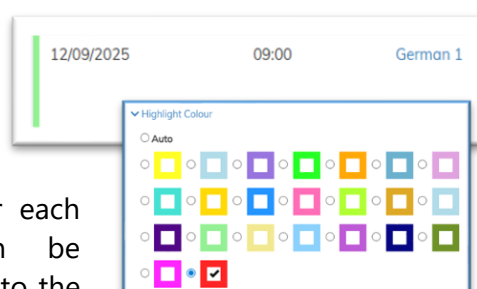 12/09/2025 09:00 German 1
Highlight Colour
Auto
each
be
to the